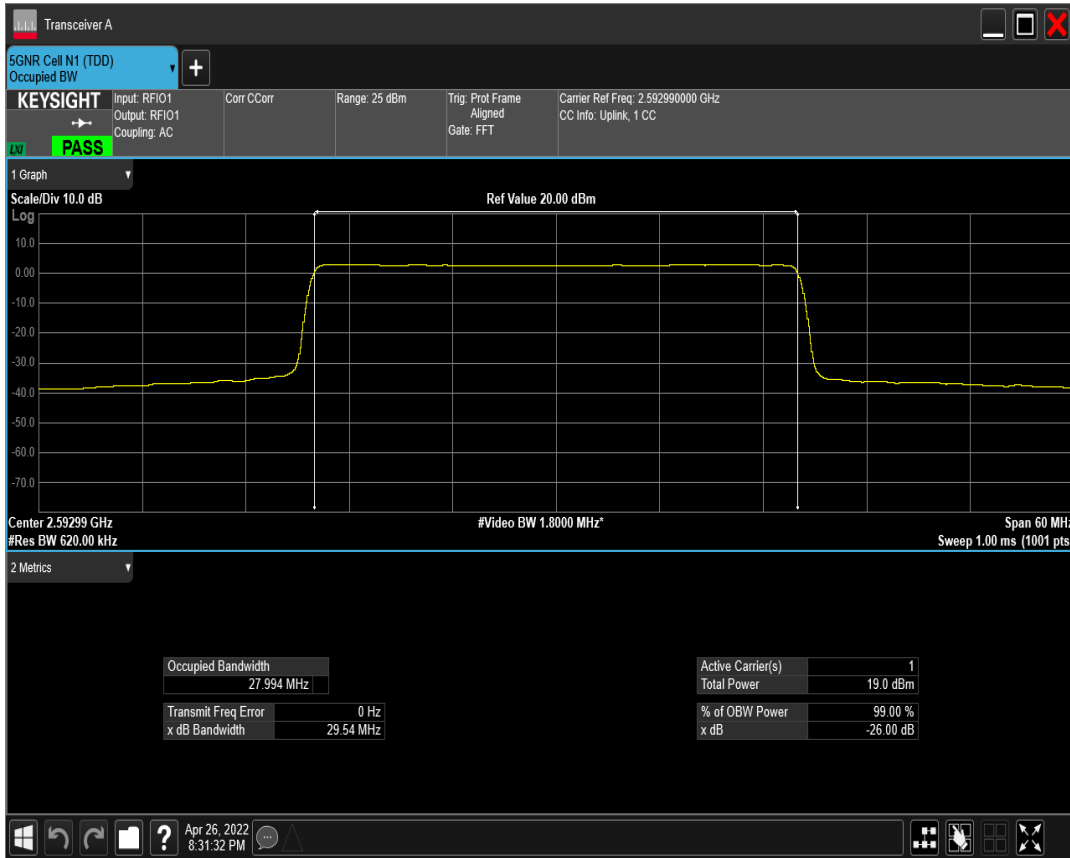 Transceiver A
5GNR Cell N1 (TDD)
Occupied BW
+
KEYSIGHT
LXI
PASS
Input: RFIO1
Output: RFIO1
Coupling: AC
Corr CCorr
Range: 25 dBm
Trig: Prot Frame
Aligned
Gate: FFT
Carrier Ref Freq: 2.592990000 GHz
CC Info: Uplink, 1 CC
1 Graph
Scale/Div 10.0 dB
Ref Value 20.00 dBm
Log
10.0
0.00
-10.0
-20.0
-30.0
-40.0
-50.0
-60.0
-70.0
Center 2.59299 GHz
#Video BW 1.8000 MHz*
Span 60 MHz
#Res BW 620.00 kHz
Sweep 1.00 ms (1001 pts
2 Metrics
Occupied Bandwidth
27.994 MHz
Transmit Freq Error 0 Hz
x dB Bandwidth 29.54 MHz
Active Carrier(s) 1
Total Power 19.0 dBm
% of OBW Power 99.00 %
x dB -26.00 dB
?
Apr 26, 2022
8:31:32 PM